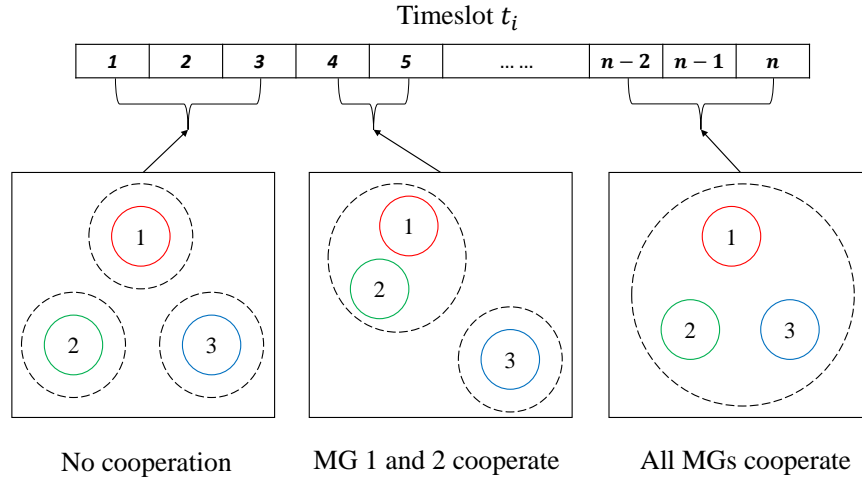 Timeslot tᵢ
1 2 3 4 5 ... ... n − 2 n − 1 n
1 1 1
2 3 2 3 2 3
No cooperation MG 1 and 2 cooperate All MGs cooperate